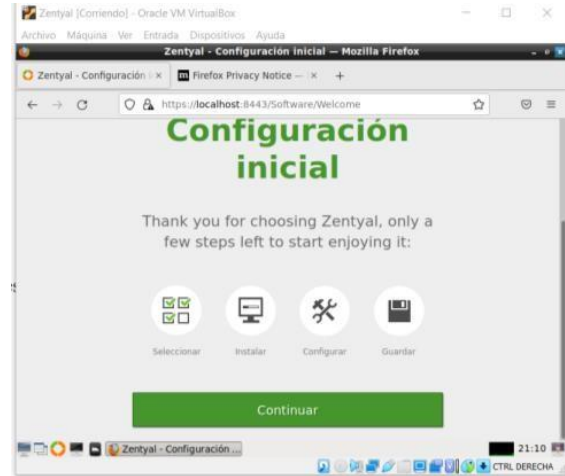 Zentyal [Corriendo] - Oracle VM VirtualBox
Archivo Máquina Ver Entrada Dispositivos Ayuda
Zentyal - Configuración inicial — Mozilla Firefox
Zentyal - Configuración
Firefox Privacy Notice —
https://localhost:8443/Software/Welcome
Configuración
inicial
Thank you for choosing Zentyal, only a
few steps left to start enjoying it:
Seleccionar Instalar Configurar Guardar
Continuar
Zentyal - Configuración ...
21:10
CTRL DERECHA